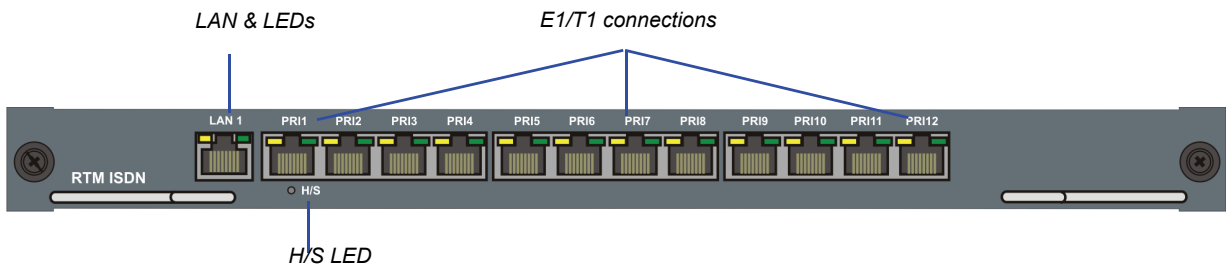 LAN & LEDs
E1/T1 connections
LAN 1 PRI1 PRI2 PRI3 PRI4 PRI5 PRI6 PRI7 PRI8 PRI9 PRI10 PRI11 PRI12
RTM ISDN
H/S
H/S LED